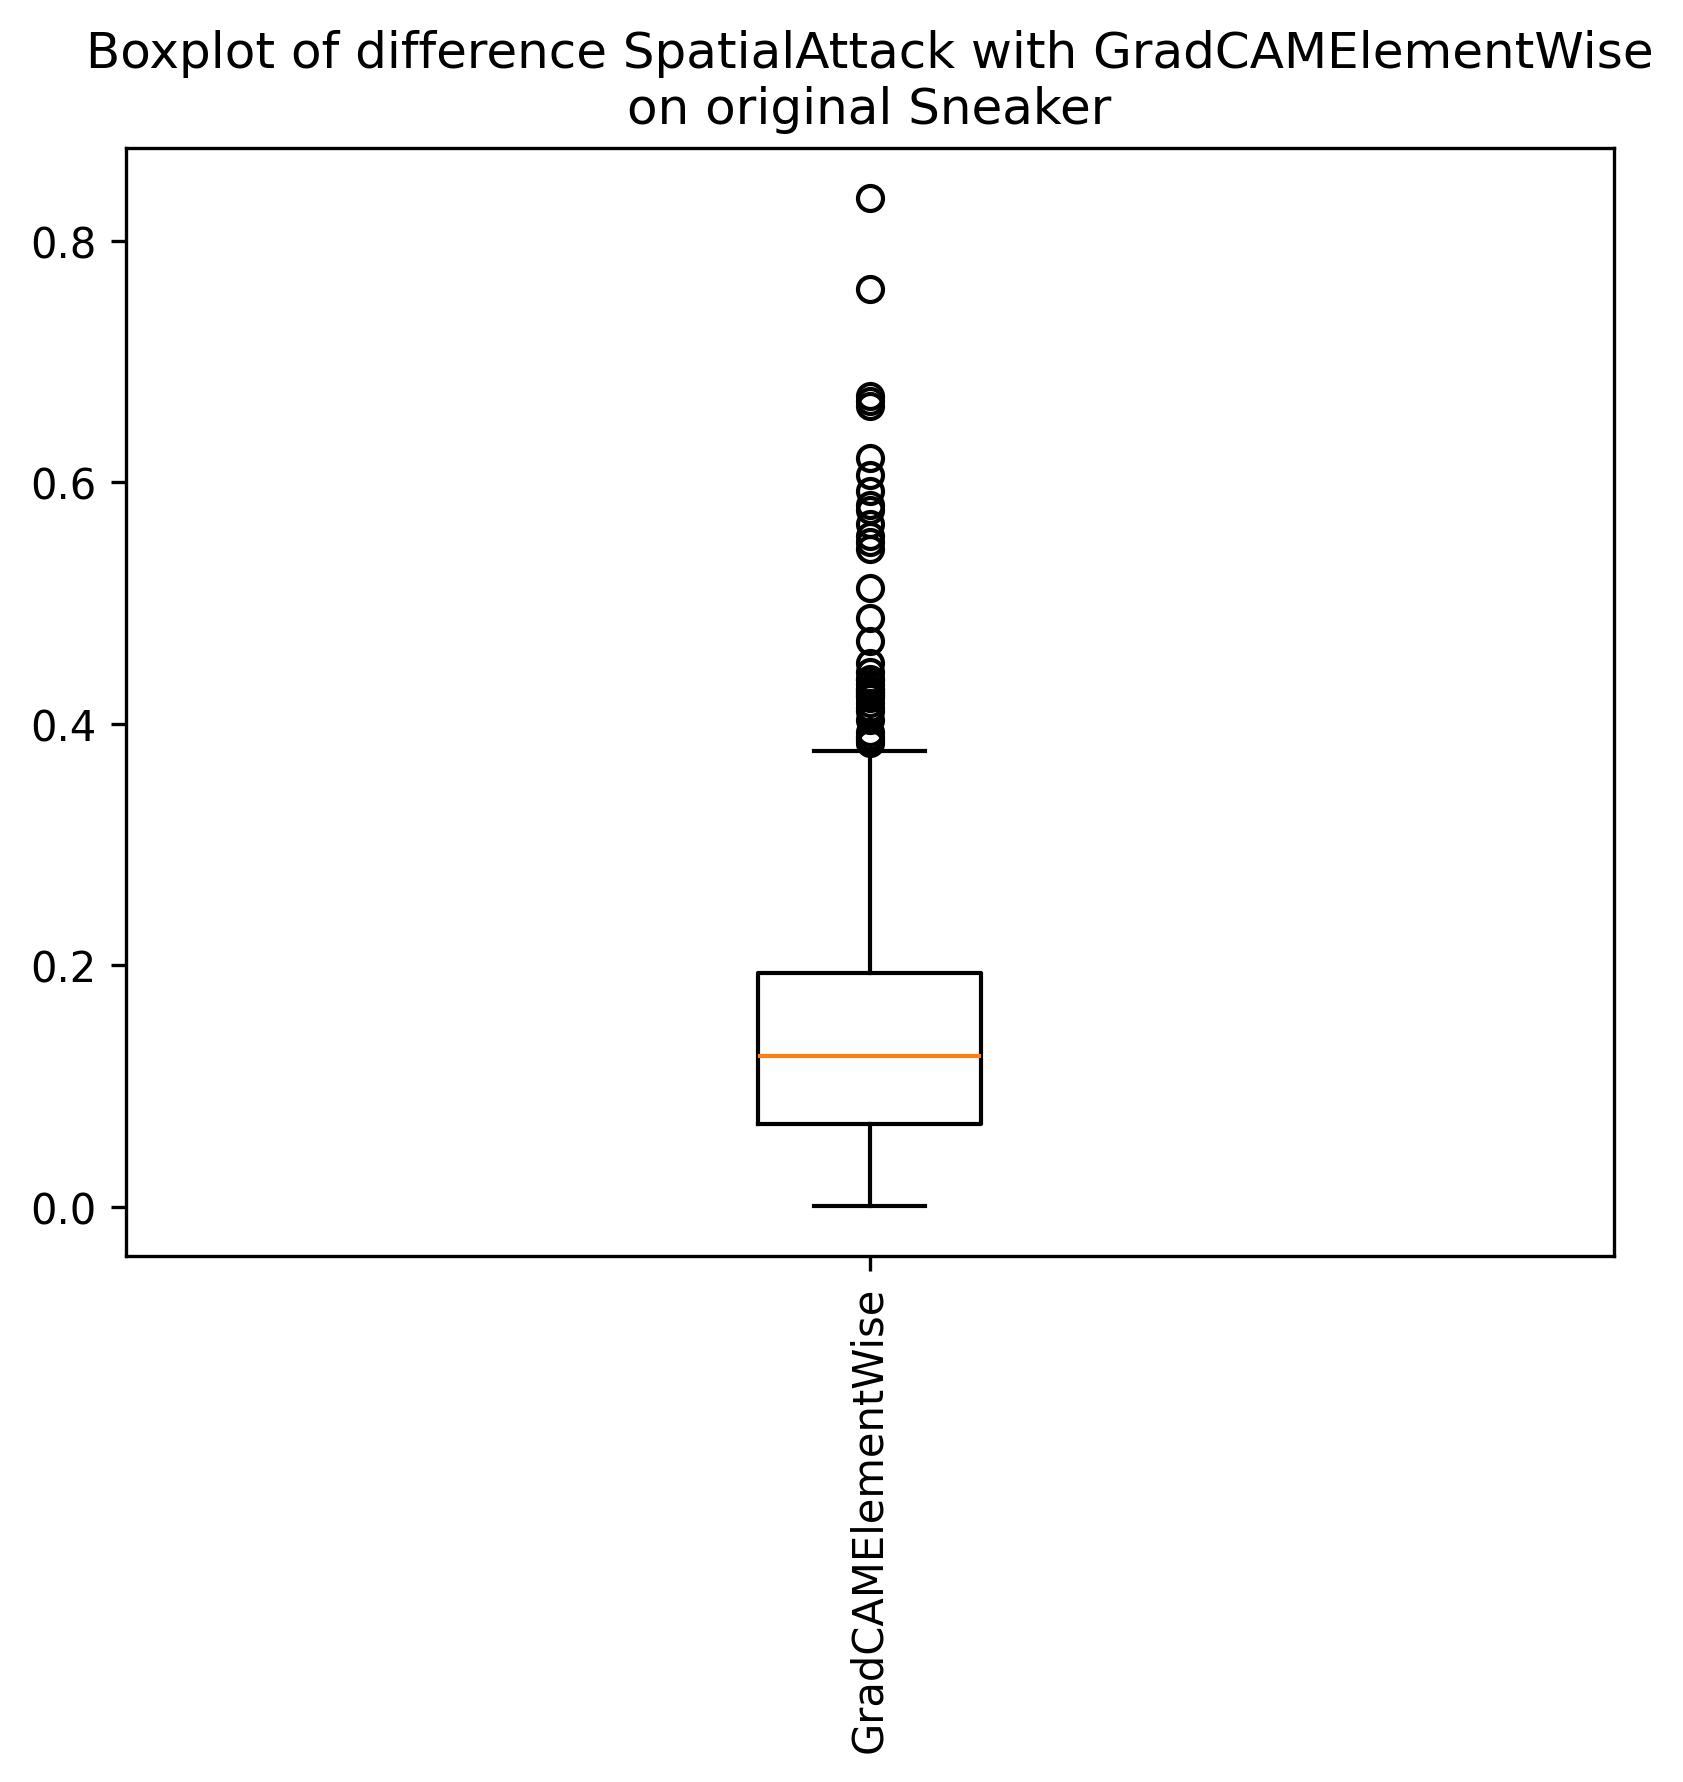 Boxplot of difference SpatialAttack with GradCAMElementWise
on original Sneaker
0.8
0.6
0.4
0.2
0.0
GradCAMElementWise